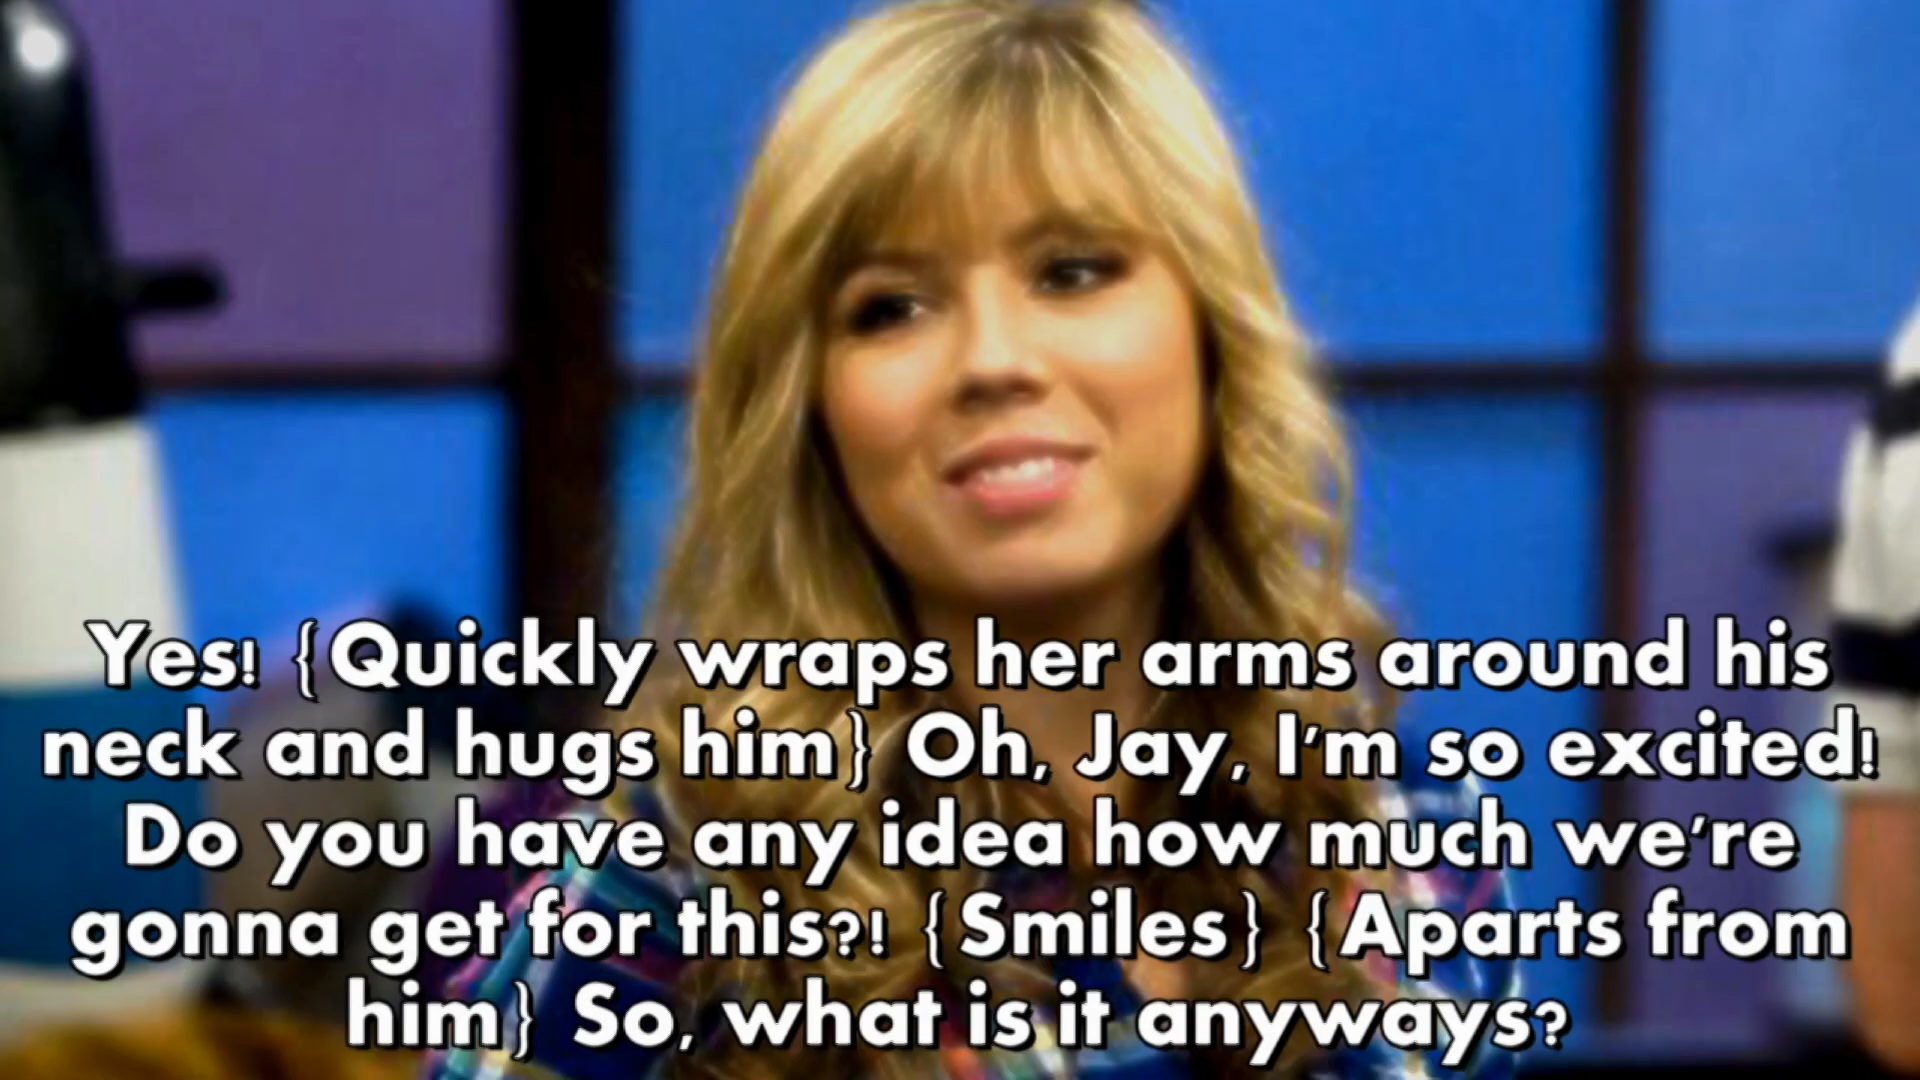 Yes! {Quickly wraps her arms around his
neck and hugs him} Oh, Jay, I'm so excited!
Do you have any idea how much we're
gonna get for this?! {Smiles} {Aparts from
him} So, what is it anyways?